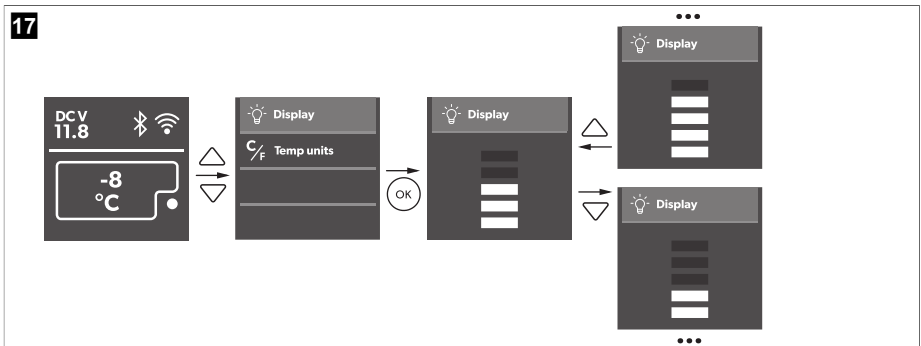 17
DC V
11.8
-8
°C
Display
C/F Temp units
OK
Display
•••
Display
Display
•••